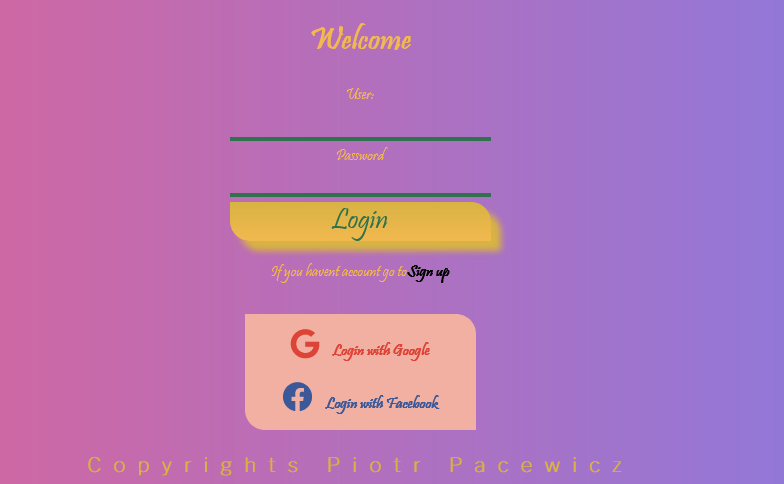 Welcome
User:
Password
Login
If you havent account go to Sign up
Login with Google
Login with Facebook
Copyrights Piotr Pacewicz